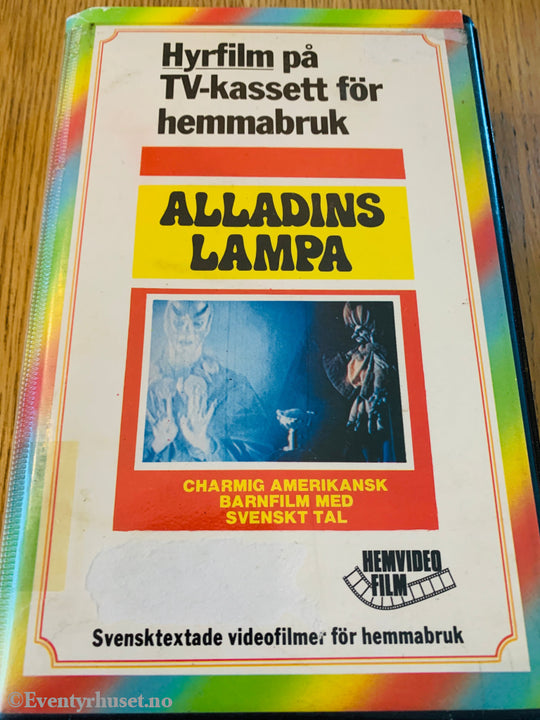 Hyrfilm på
TV-kassett för
hemmabruk
ALLADINS
LAMPA
CHARMIG AMERIKANSK
BARNFILM MED
SVENSKT TAL
HEMVIDEO
FILM
Svensktextade videofilmer för hemmabruk
©Eventyrhuset.no